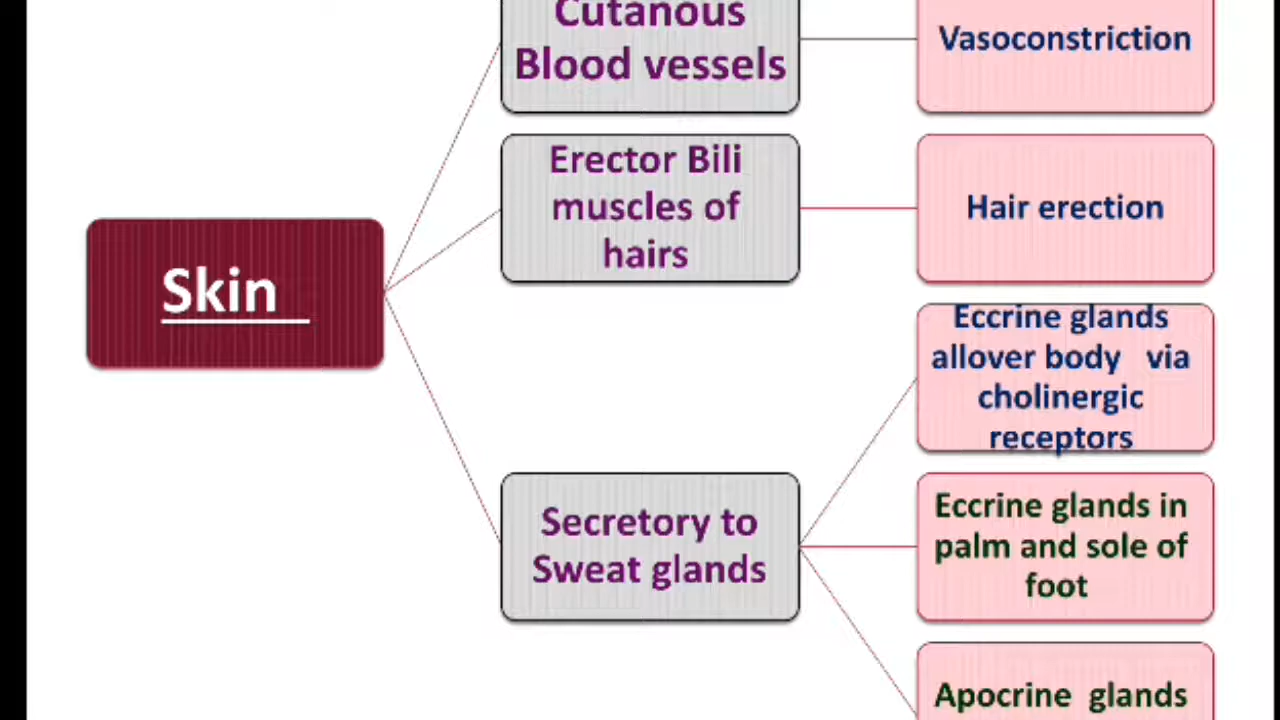 Skin
Cutanous
Blood vessels
Vasoconstriction
Erector Bili
muscles of
hairs
Hair erection
Secretory to
Sweat glands
Eccrine glands
allover body via
cholinergic
receptors
Eccrine glands in
palm and sole of
foot
Apocrine glands